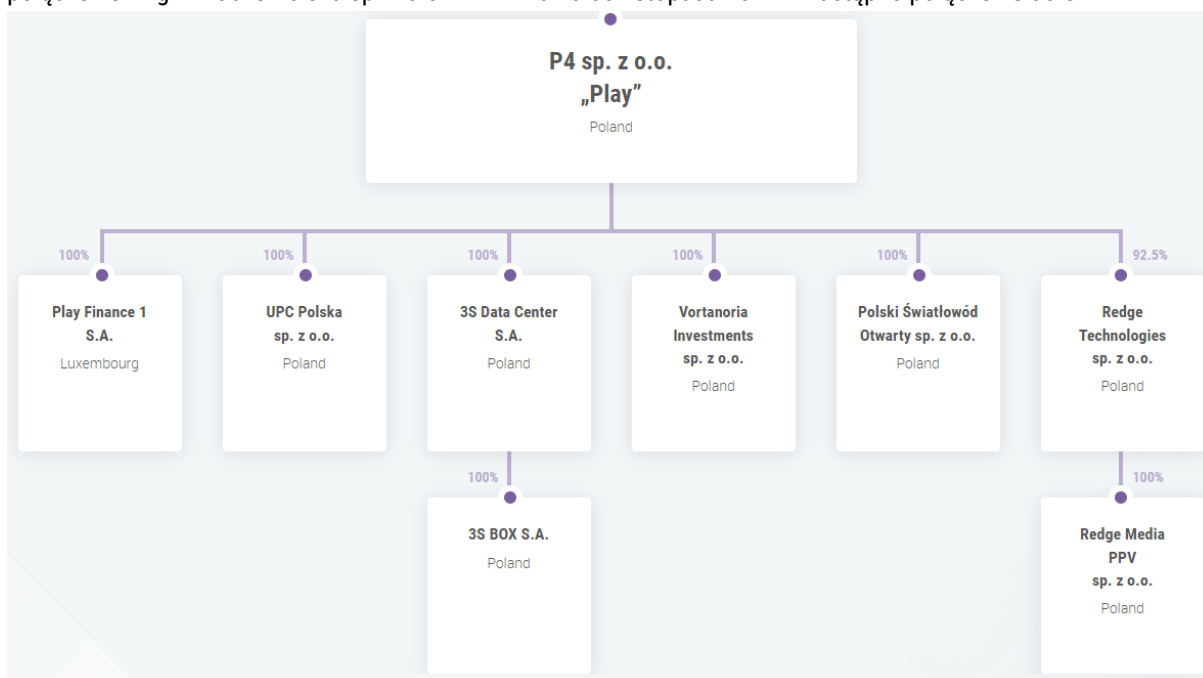 P4 sp. z o.o.
„Play”
Poland
100%
100%
100%
100%
100%
92.5%
Play Finance 1
S.A.
Luxembourg
UPC Polska
sp. z o.o.
Poland
3S Data Center
S.A.
Poland
Vortanoria
Investments
sp. z o.o.
Poland
Polski Światłowód
Otwarty sp. z o.o.
Poland
Redge
Technologies
sp. z o.o.
Poland
100%
100%
3S BOX S.A.
Poland
Redge Media
PPV
sp. z o.o.
Poland